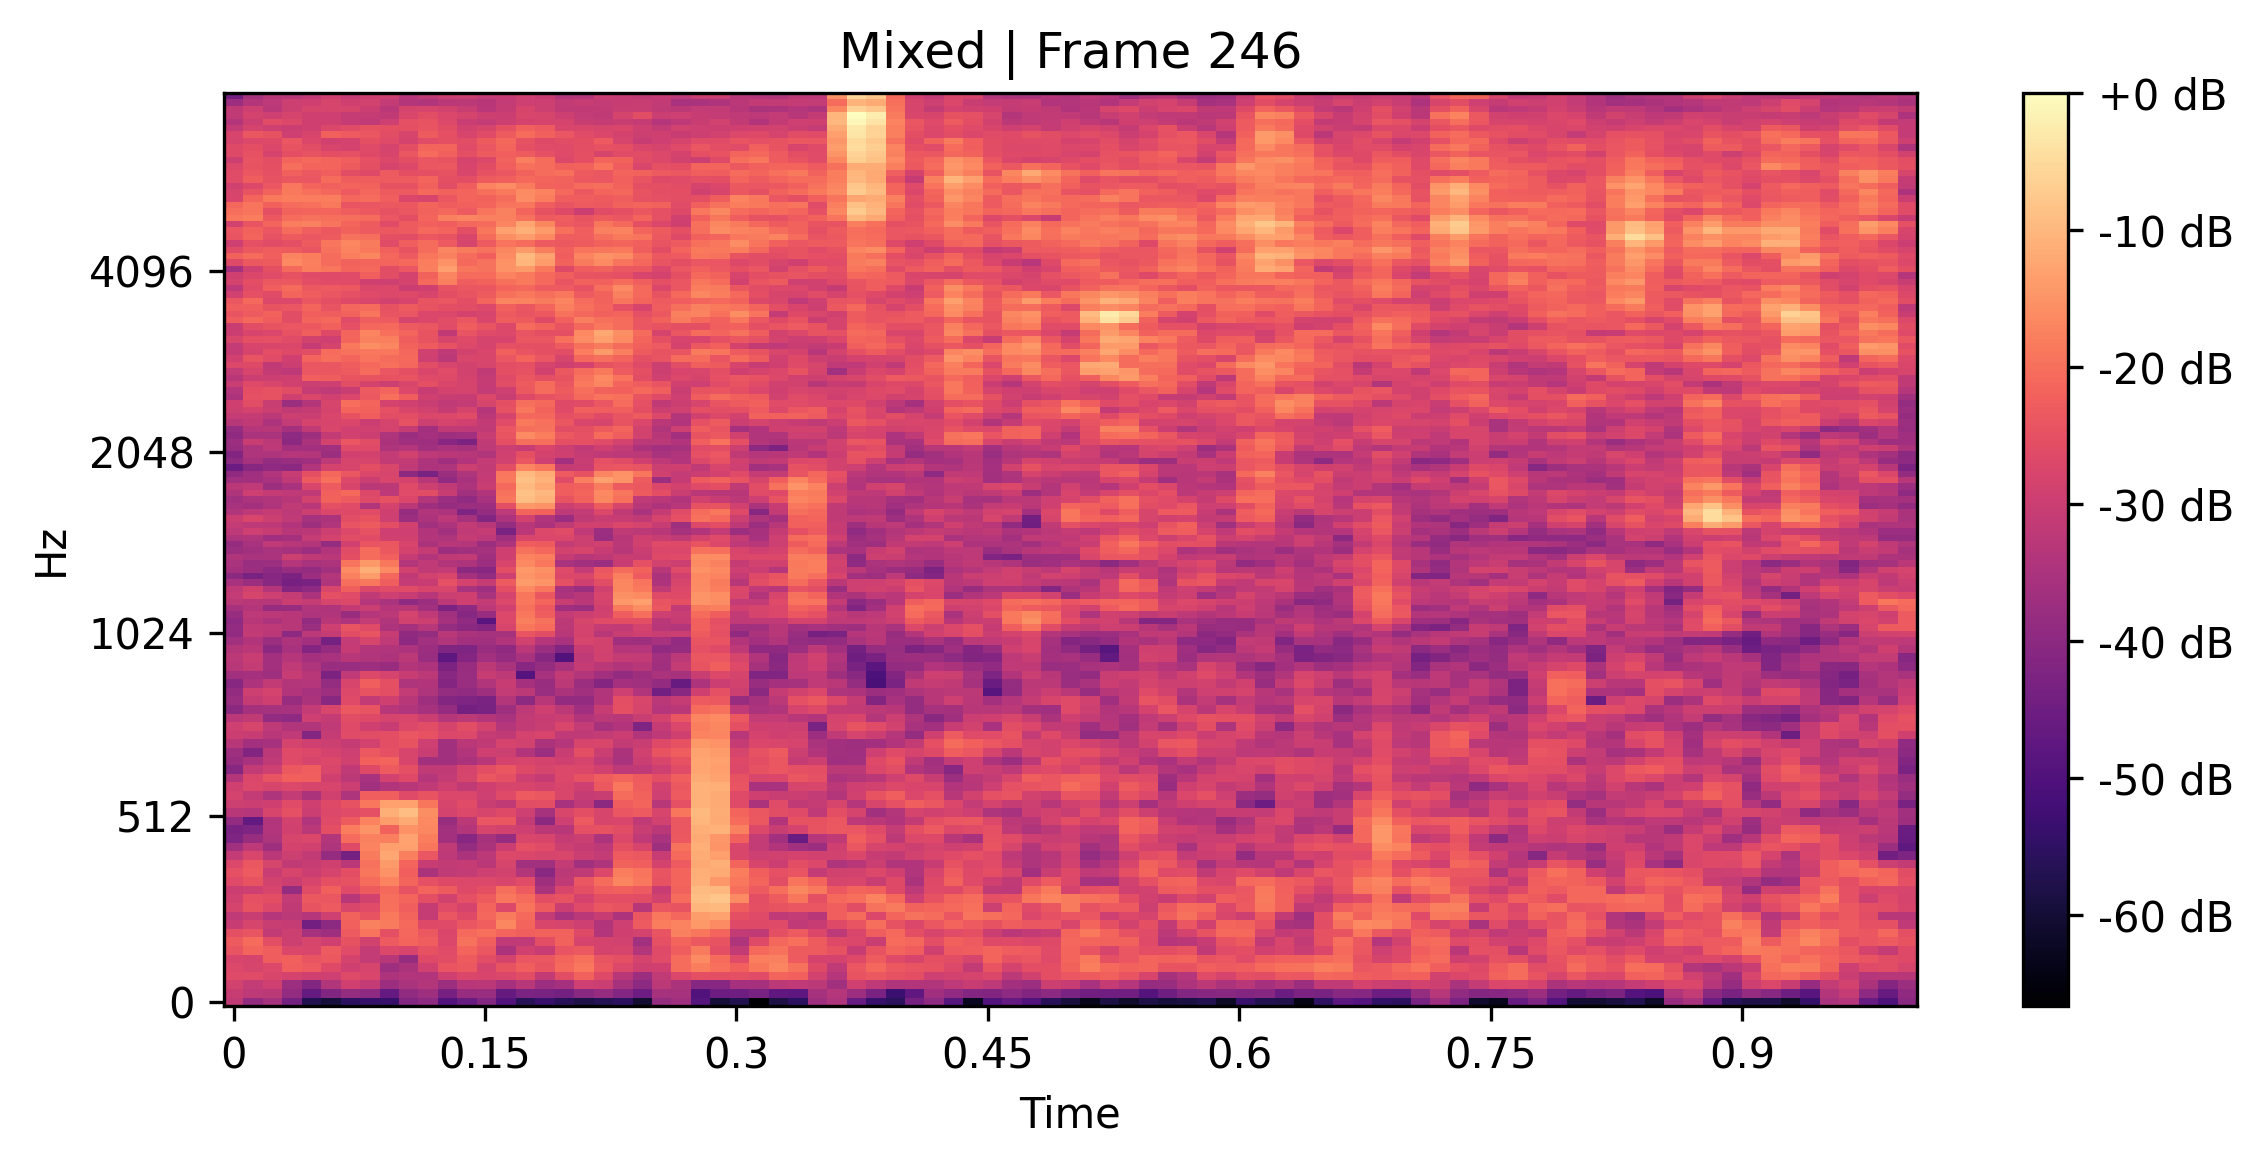 Mixed | Frame 246
+0 dB
-10 dB
-20 dB
-30 dB
-40 dB
-50 dB
-60 dB
4096
2048
1024
512
0
Hz
0 0.15 0.3 0.45 0.6 0.75 0.9
Time